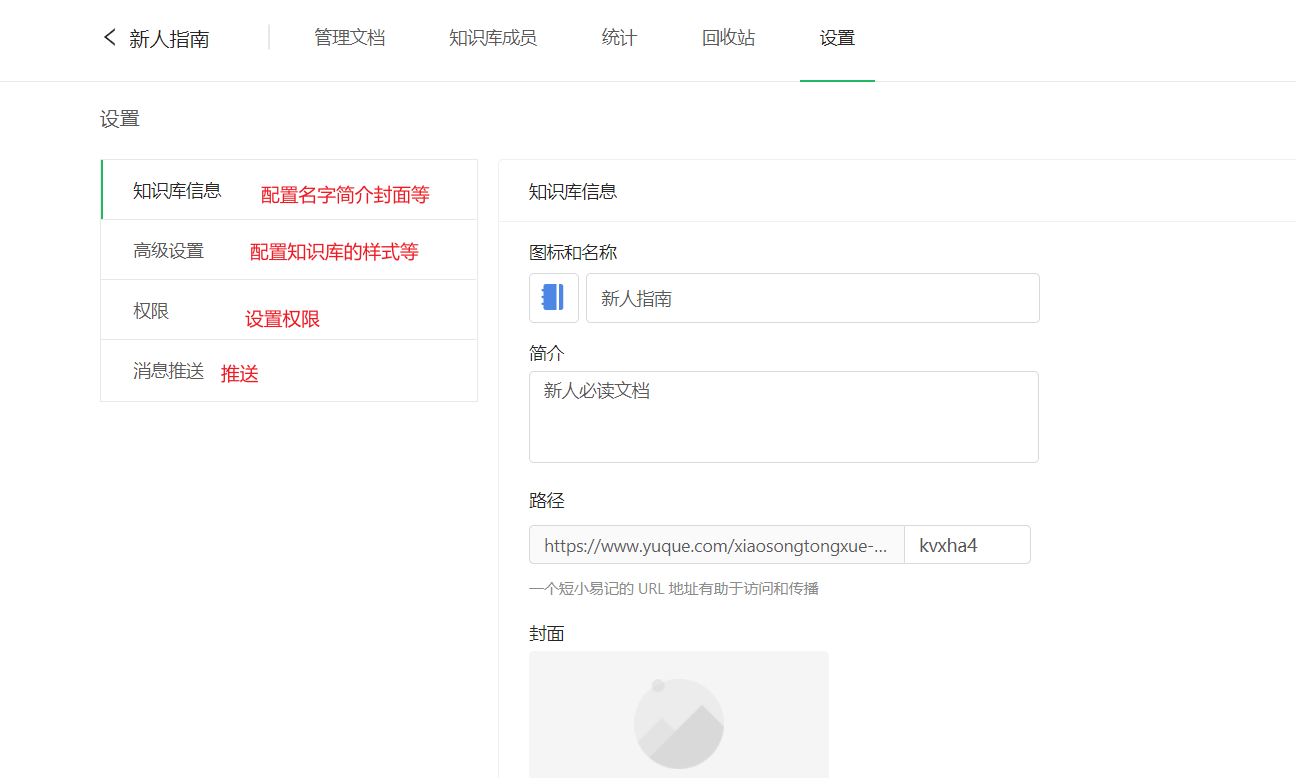 新人指南
管理文档
知识库成员
统计
回收站
设置
设置
知识库信息
配置名字简介封面等
高级设置
配置知识库的样式等
权限
设置权限
消息推送
推送
知识库信息
图标和名称
新人指南
简介
新人必读文档
路径
https://www.yuque.com/xiaosongtongxue-...
kvxha4
一个短小易记的 URL 地址有助于访问和传播
封面